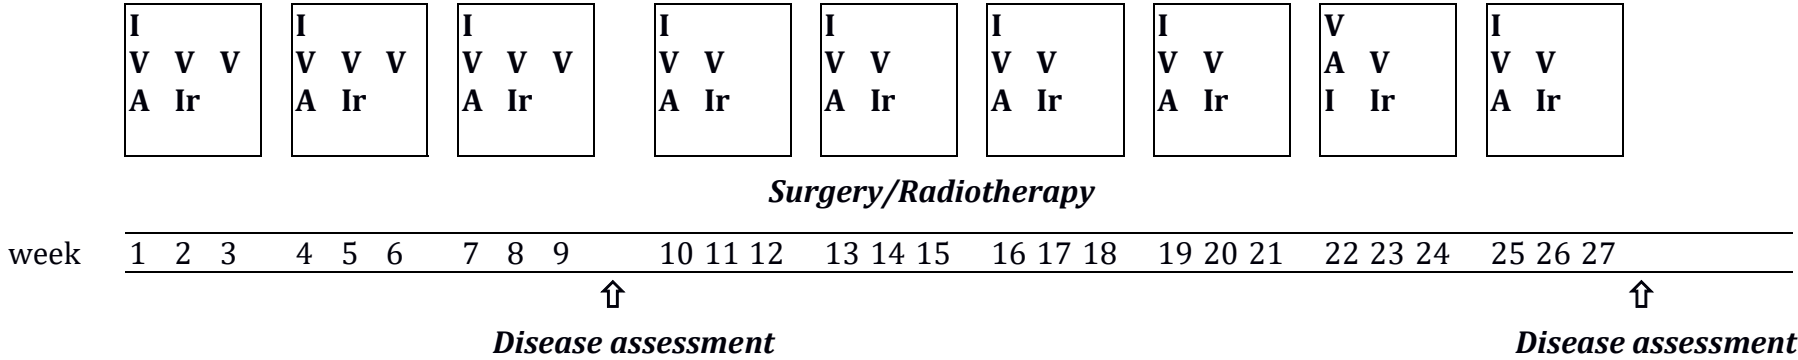 I I I I I I I V I
V V V V V V V V V V V V V V V V V A V V V
A Ir A Ir A Ir A Ir A Ir A Ir A Ir I Ir A Ir
Surgery/Radiotherapy
week 1 2 3 4 5 6 7 8 9 10 11 12 13 14 15 16 17 18 19 20 21 22 23 24 25 26 27
⇧ ⇧
Disease assessment Disease assessment